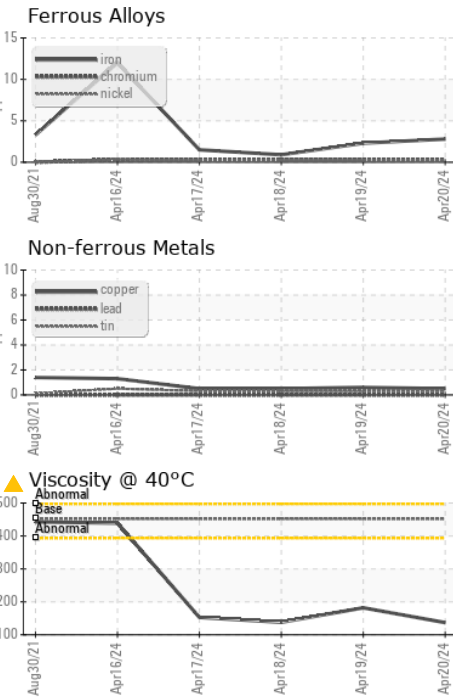 Ferrous Alloys
15
10
5
0
iron
chromium
nickel
Aug30/21
Apr16/24
Apr17/24
Apr18/24
Apr19/24
Apr20/24
Non-ferrous Metals
10
8
6
4
2
0
copper
lead
tin
Aug30/21
Apr16/24
Apr17/24
Apr18/24
Apr19/24
Apr20/24
Viscosity @ 40°C
Abnormal
Base
Abnormal
500
400
300
200
100
Aug30/21
Apr16/24
Apr17/24
Apr18/24
Apr19/24
Apr20/24